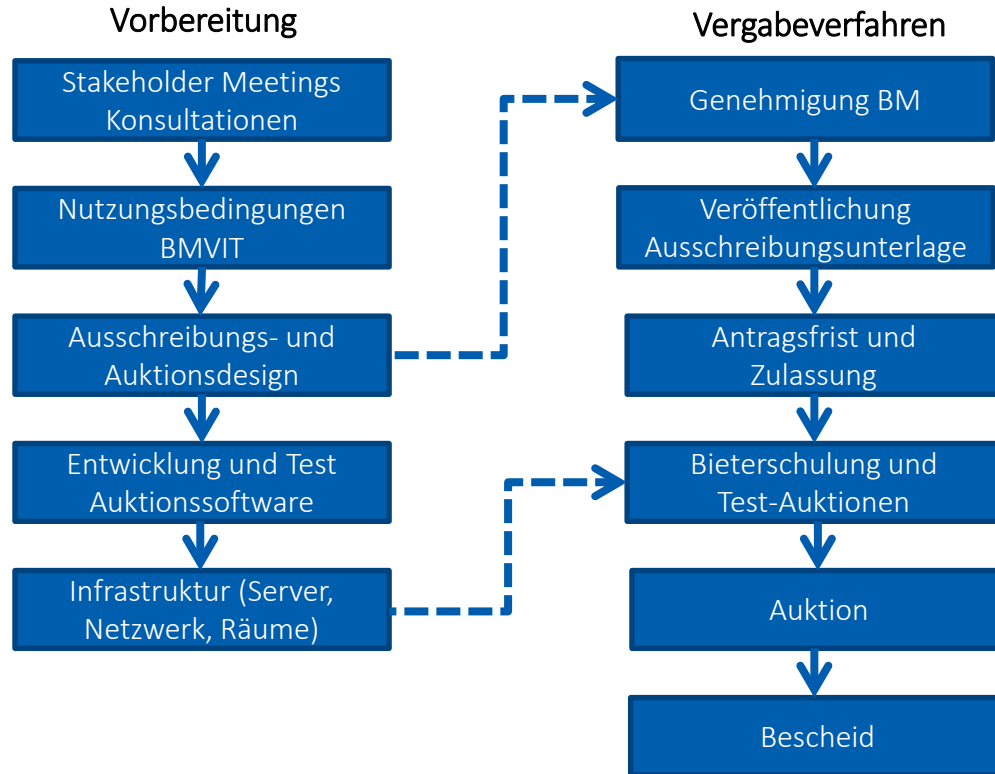 Vorbereitung
Stakeholder Meetings
Konsultationen
Nutzungsbedingungen
BMVIT
Ausschreibungs- und
Auktionsdesign
Entwicklung und Test
Auktionssoftware
Infrastruktur (Server,
Netzwerk, Räume)
Vergabeverfahren
Genehmigung BM
Veröffentlichung
Ausschreibungsunterlage
Antragsfrist und
Zulassung
Bieterschulung und
Test-Auktionen
Auktion
Bescheid